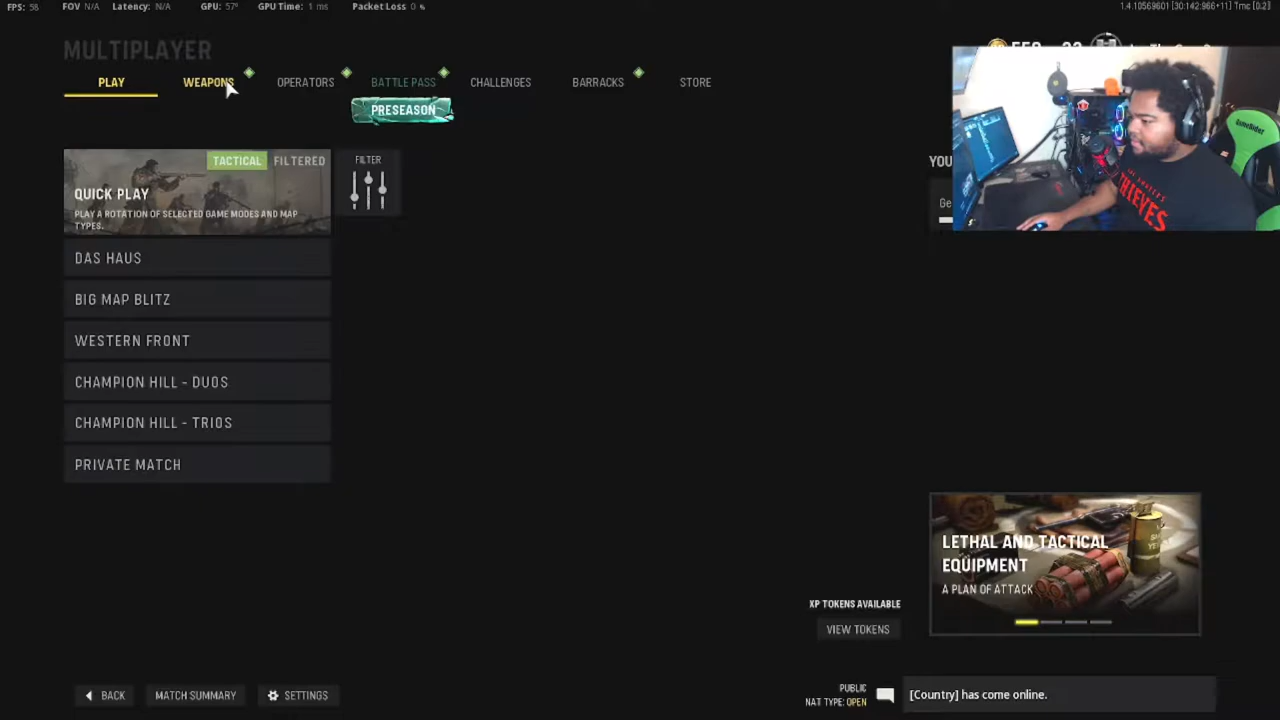 FPS: 58 FOV N/A Latency: N/A GPU: 57° GPU Time: 1 ms Packet Loss 0 %
MULTIPLAYER
PLAY WEAPONS OPERATORS BATTLE PASS CHALLENGES BARRACKS STORE
PRESEASON
TACTICAL FILTERED
QUICK PLAY
PLAY A ROTATION OF SELECTED GAME MODES AND MAP
TYPES.
FILTER
DAS HAUS
BIG MAP BLITZ
WESTERN FRONT
CHAMPION HILL - DUOS
CHAMPION HILL - TRIOS
PRIVATE MATCH
YOU
Ge
GameRider
THIEVES
LETHAL AND TACTICAL
EQUIPMENT
A PLAN OF ATTACK
XP TOKENS AVAILABLE
VIEW TOKENS
BACK MATCH SUMMARY SETTINGS
PUBLIC
NAT TYPE: OPEN
[Country] has come online.